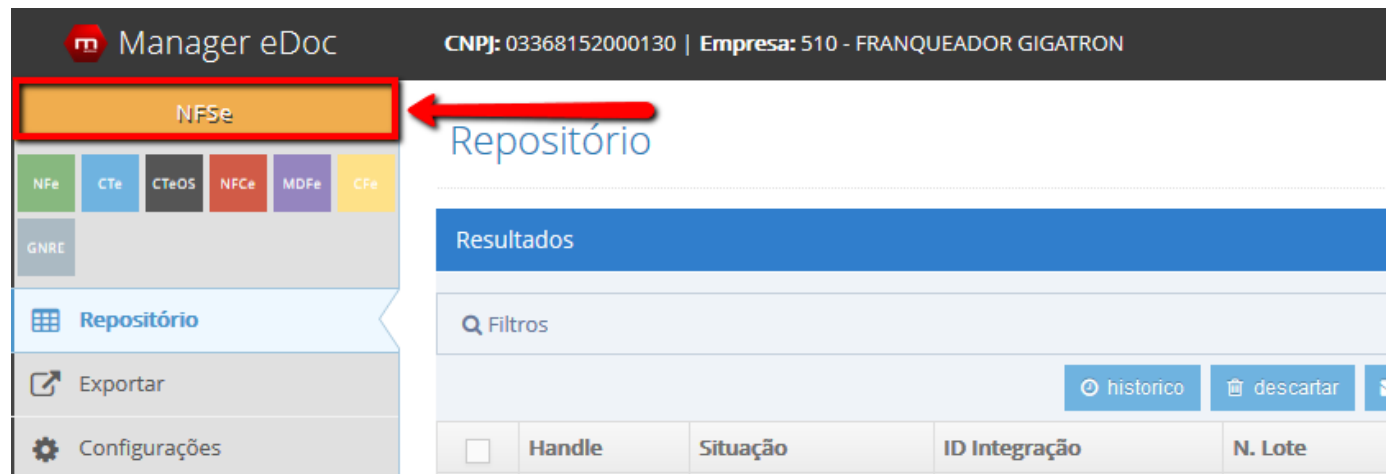 m Manager eDoc
CNPJ: 03368152000130 | Empresa: 510 - FRANQUEADOR GIGATRON
NFSe
Repositório
NFe CTe CTeOS NFCe MDFe CFe
GNRE
Resultados
Repositório
Filtros
Exportar
historico descartar
Configurações
Handle Situação ID Integração N. Lote